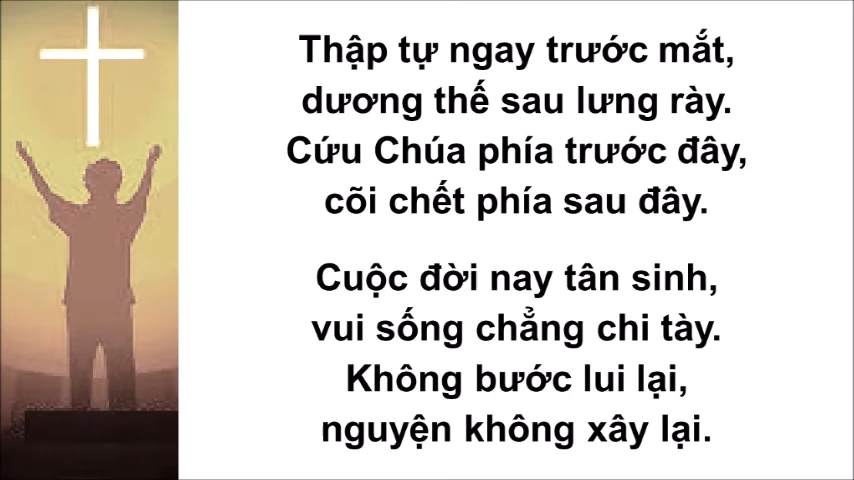 Thập tự ngay trước mắt,
dương thế sau lưng rày.
Cứu Chúa phía trước đây,
cõi chết phía sau đây.
Cuộc đời nay tân sinh,
vui sống chẳng chi tày.
Không bước lui lại,
nguyện không xây lại.